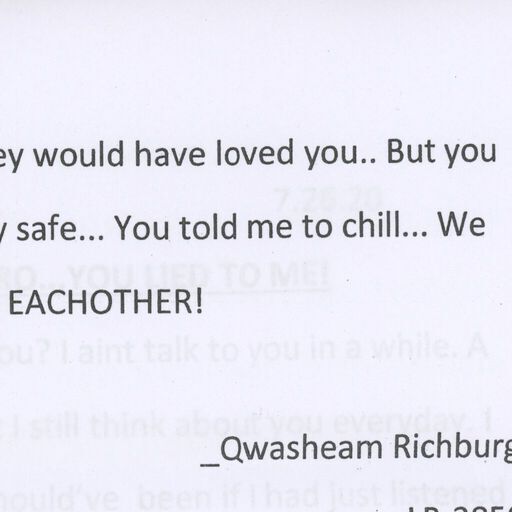 ey would have loved you.. But you
7.26.20
y safe... You told me to chill... We
RO...YOU LIED TO ME!
EACHOTHER!
ou? I aint talk to you in a while. A
I still think about you everyday. I
_Qwasheam Richburg
hould've been if I had just listened